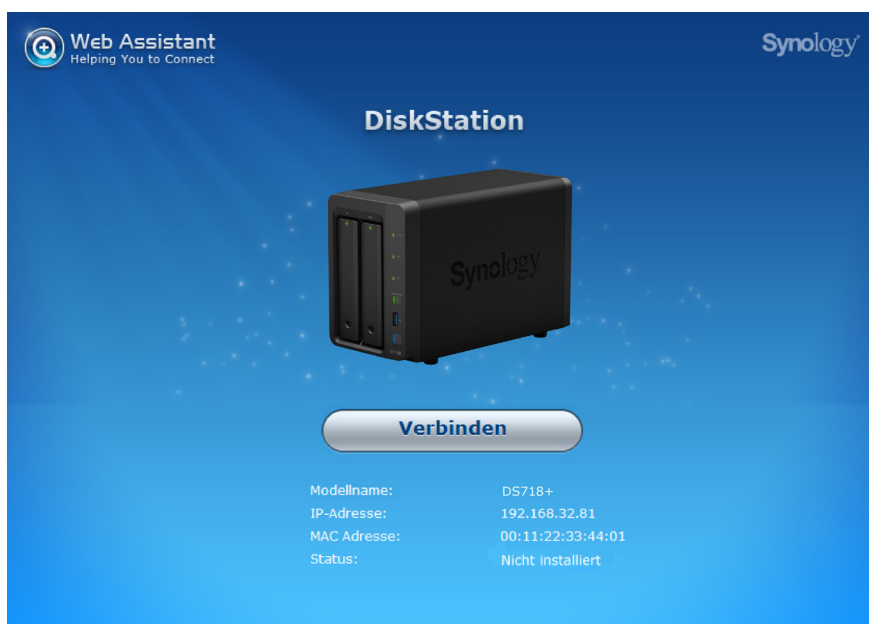 Web Assistant
Helping You to Connect
Synology
DiskStation
Synology
Verbinden
Modellname: DS718+
IP-Adresse: 192.168.32.81
MAC Adresse: 00:11:22:33:44:01
Status: Nicht installiert